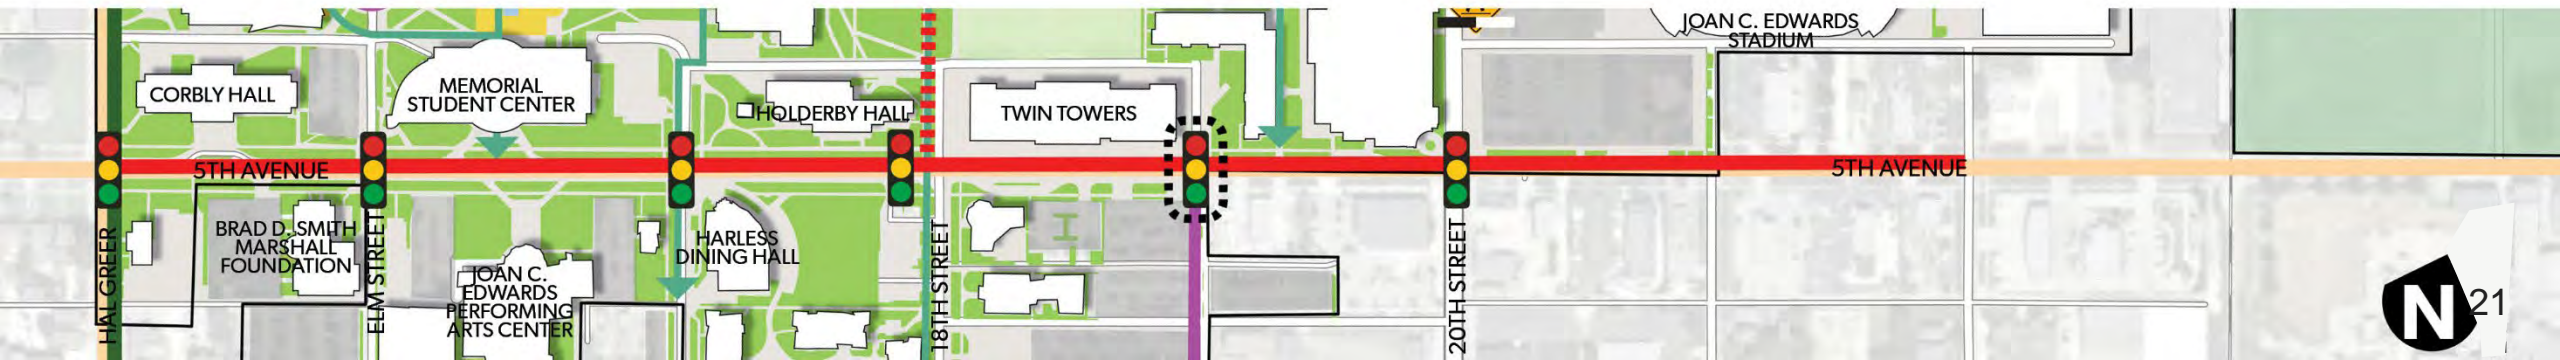 JOAN C. EDWARDS
STADIUM
CORBLY HALL
MEMORIAL
STUDENT CENTER
HOLDERBY HALL
TWIN TOWERS
5TH AVENUE
5TH AVENUE
BRAD D. SMITH
MARSHALL
FOUNDATION
HARLESS
DINING HALL
JOAN C.
EDWARDS
PERFORMING
ARTS CENTER
HAL GREER
ELM STREET
18TH STREET
20TH STREET
N
21